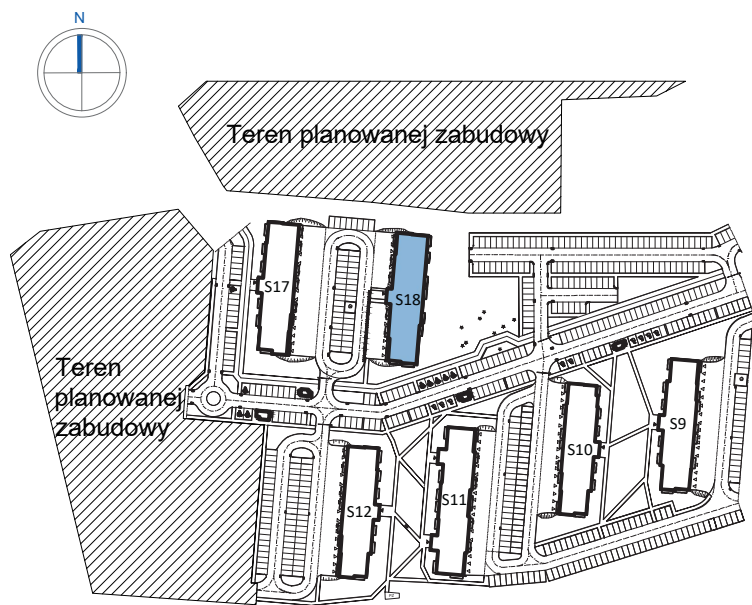 N
Teren planowanej zabudowy
S17
S18
Teren
planowanej
zabudowy
S9
S10
S11
S12